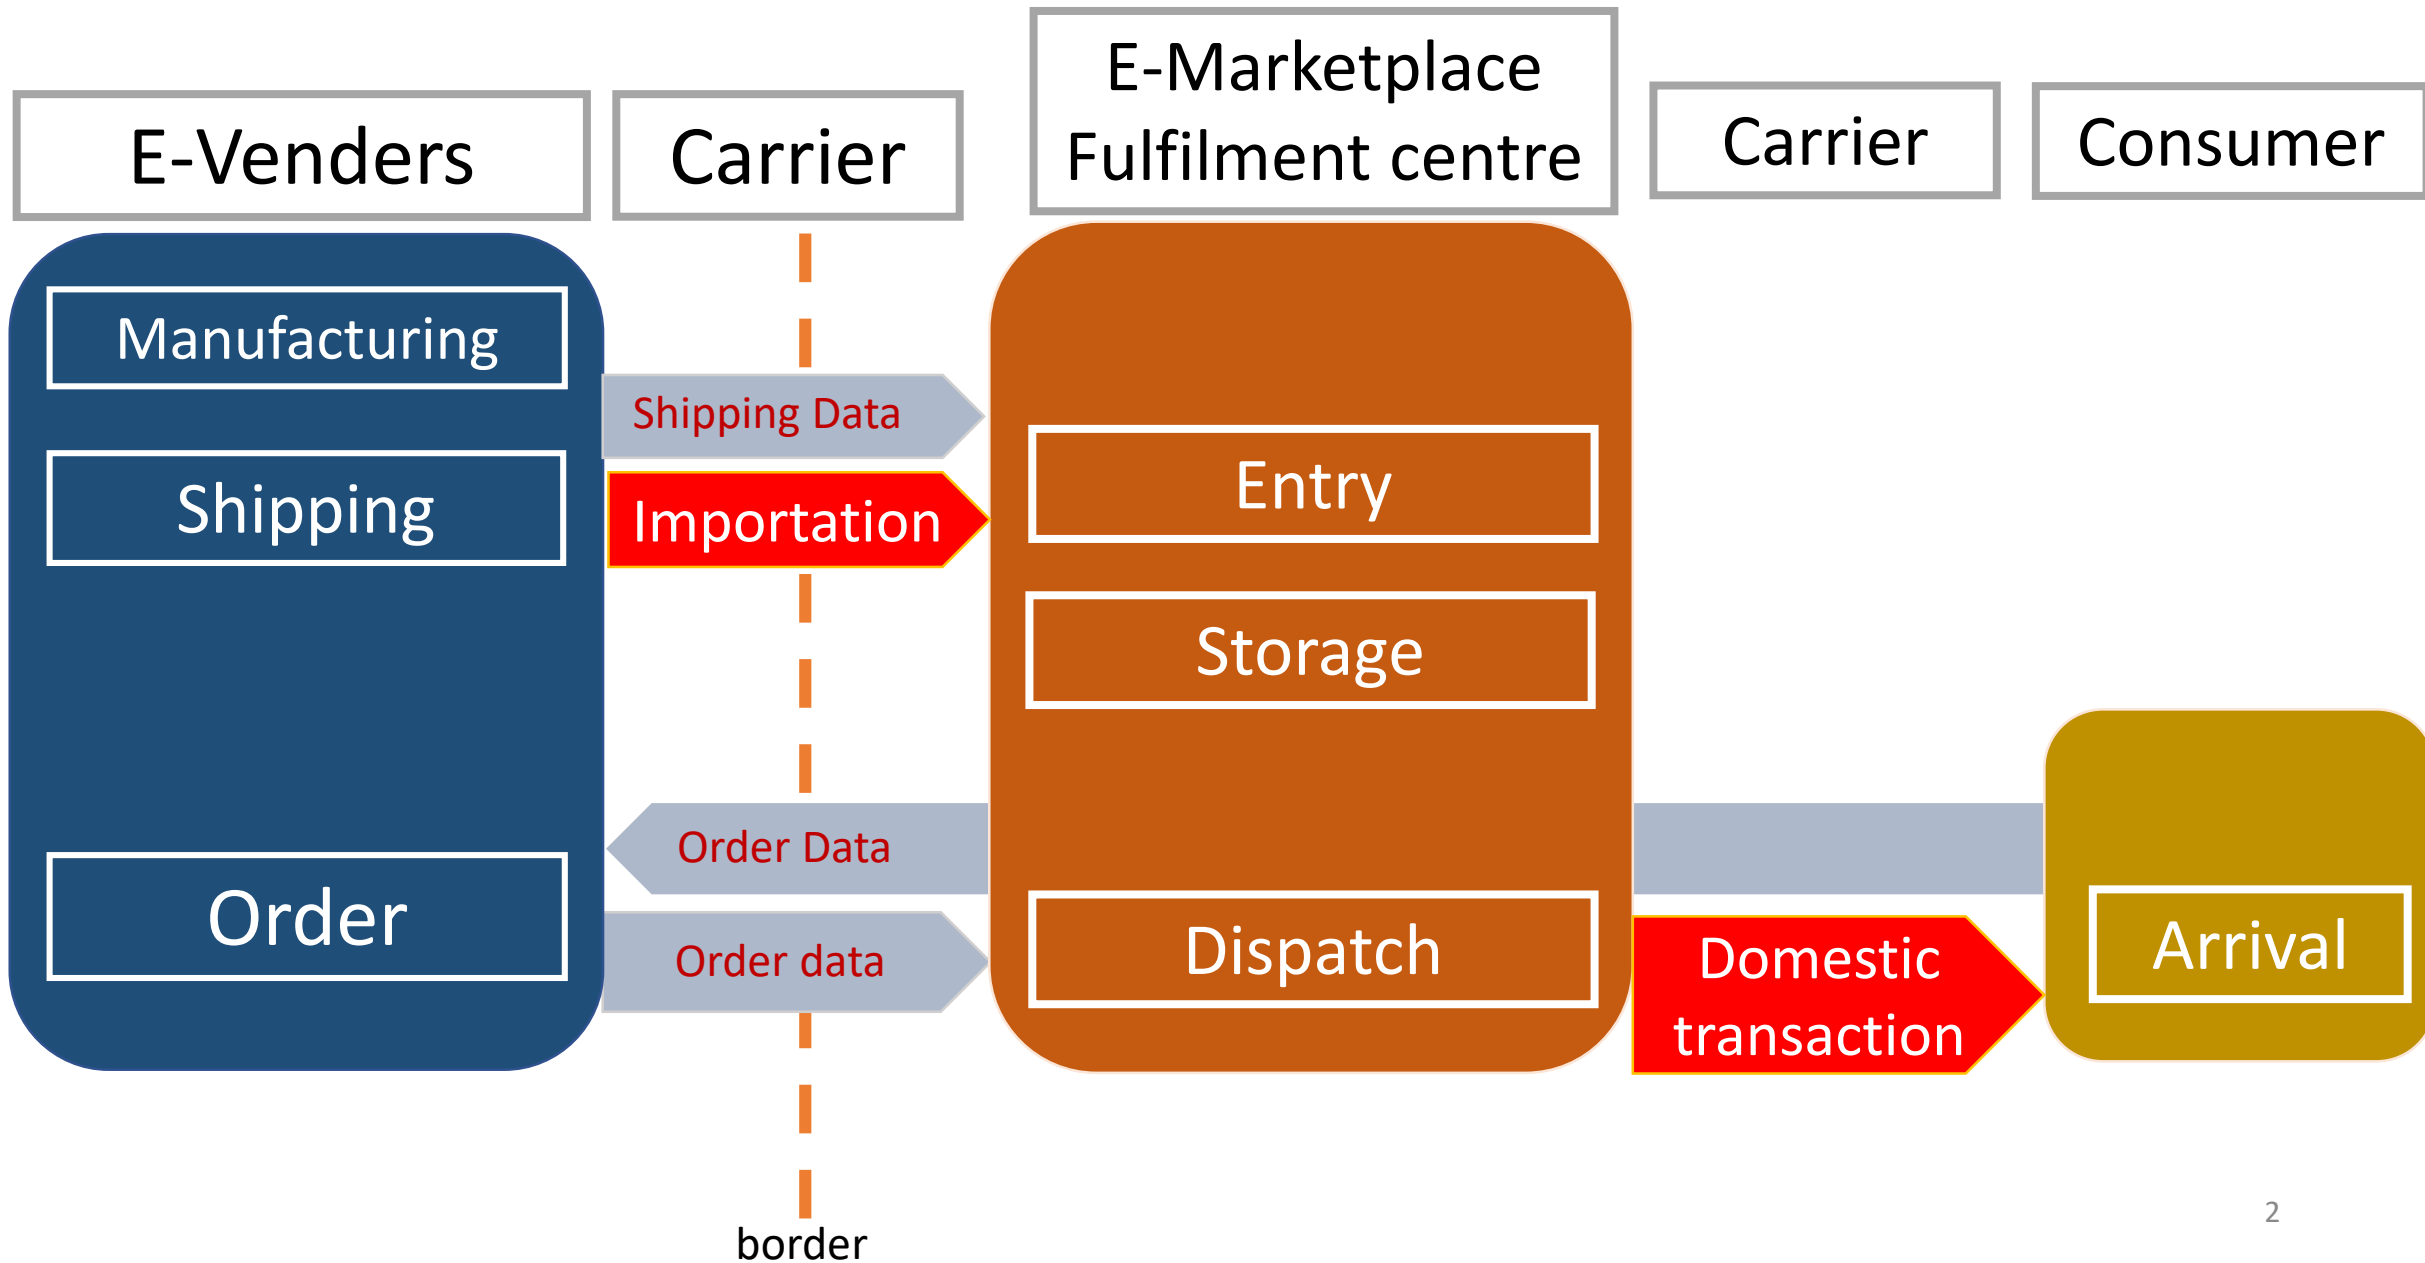 E-Venders
Carrier
E-Marketplace
Fulfilment centre
Carrier
Consumer
Manufacturing
Shipping Data
Shipping
Importation
Entry
Storage
Order Data
Order
Order data
Dispatch
Domestic
transaction
Arrival
border
2